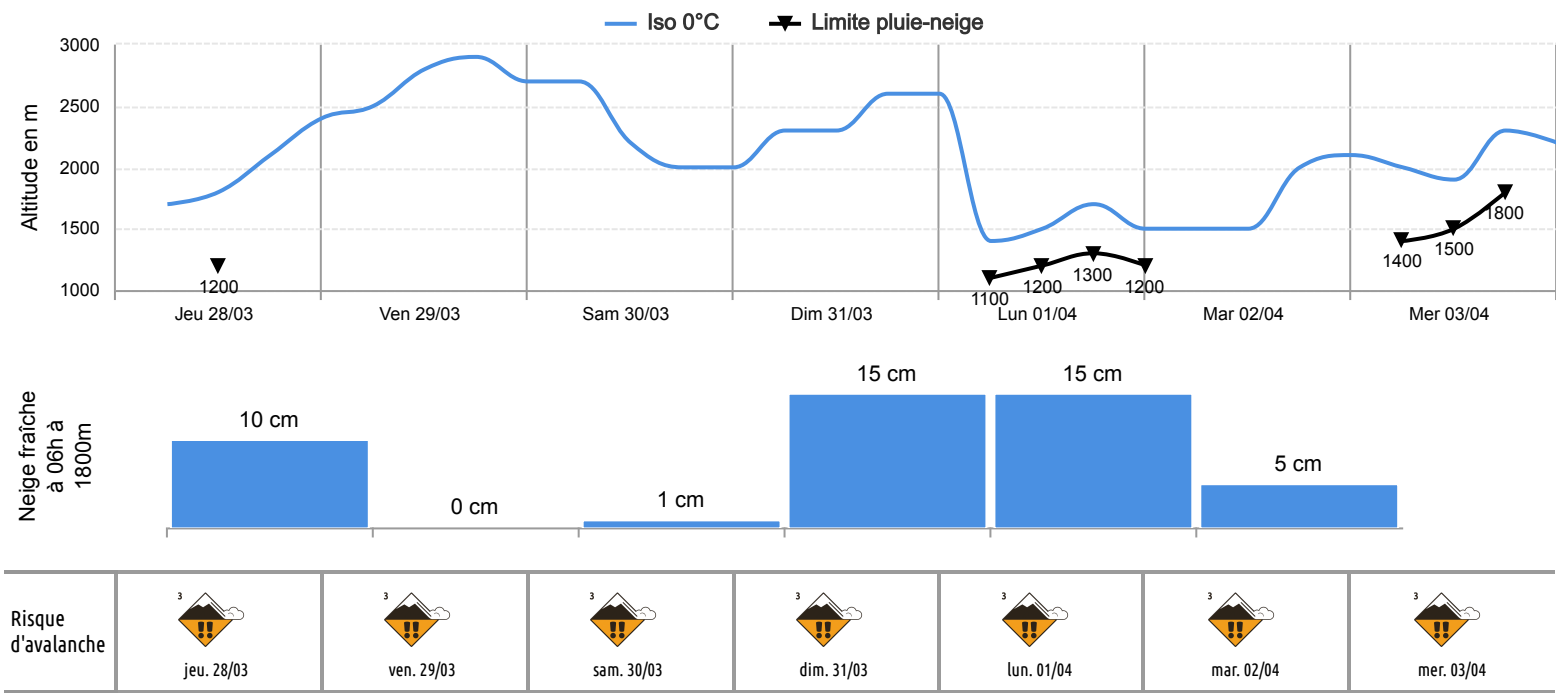 Iso 0°C
Limite pluie-neige
Altitude en m
3000
2500
2000
1500
1000
1200
1100
1200
1300
1200
1400
1500
1800
Jeu 28/03
Ven 29/03
Sam 30/03
Dim 31/03
Lun 01/04
Mar 02/04
Mer 03/04
Neige fraîche
à 06h à
1800m
10 cm
0 cm
1 cm
15 cm
15 cm
5 cm
Risque
d'avalanche
3
jeu. 28/03
3
ven. 29/03
3
sam. 30/03
3
dim. 31/03
3
lun. 01/04
3
mar. 02/04
3
mer. 03/04